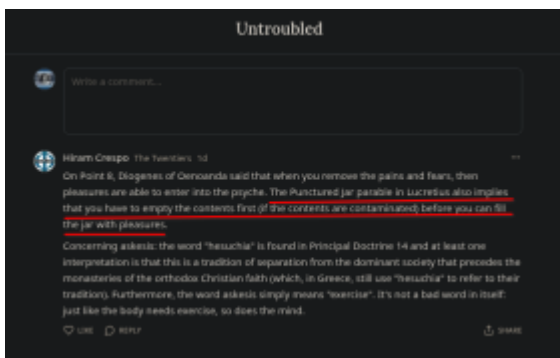 Untroubled
Write a comment...
Hiram Crespo The Twentiers 1d
On Point 8, Diogenes of Oenoanda said that when you remove the pains and fears, then
pleasures are able to enter into the psyche. The Punctured jar parable in Lucretius also implies
that you have to empty the contents first (if the contents are contaminated) before you can fill
the jar with pleasures.
Concerning askesis: the word "hesuchia" is found in Principal Doctrine 14 and at least one
interpretation is that this is a tradition of separation from the dominant society that precedes the
monasteries of the orthodox Christian faith (which, in Greece, still use "hesuchia" to refer to their
tradition). Furthermore, the word askesis simply means "exercise". It's not a bad word in itself:
just like the body needs exercise, so does the mind.
LIKE REPLY SHARE